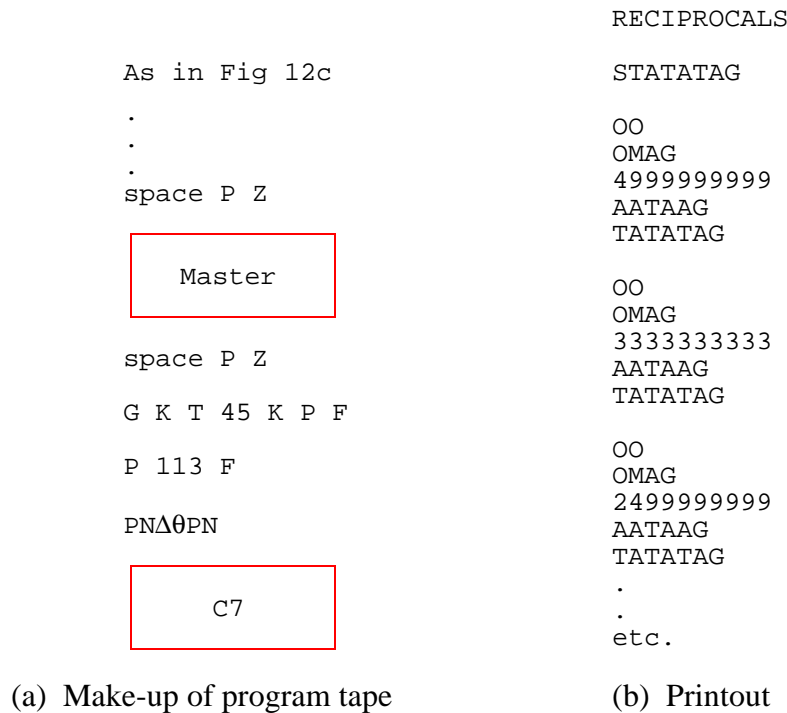 As in Fig 12c
.
.
.
space P Z
Master
space P Z
G K T 45 K P F
P 113 F
PNΔθPN
C7
(a) Make-up of program tape
RECIPROCALS
STATATAG
OO
OMAG
4999999999
AATAAG
TATATAG
OO
OMAG
3333333333
AATAAG
TATATAG
OO
OMAG
2499999999
AATAAG
TATATAG
.
.
etc.
(b) Printout